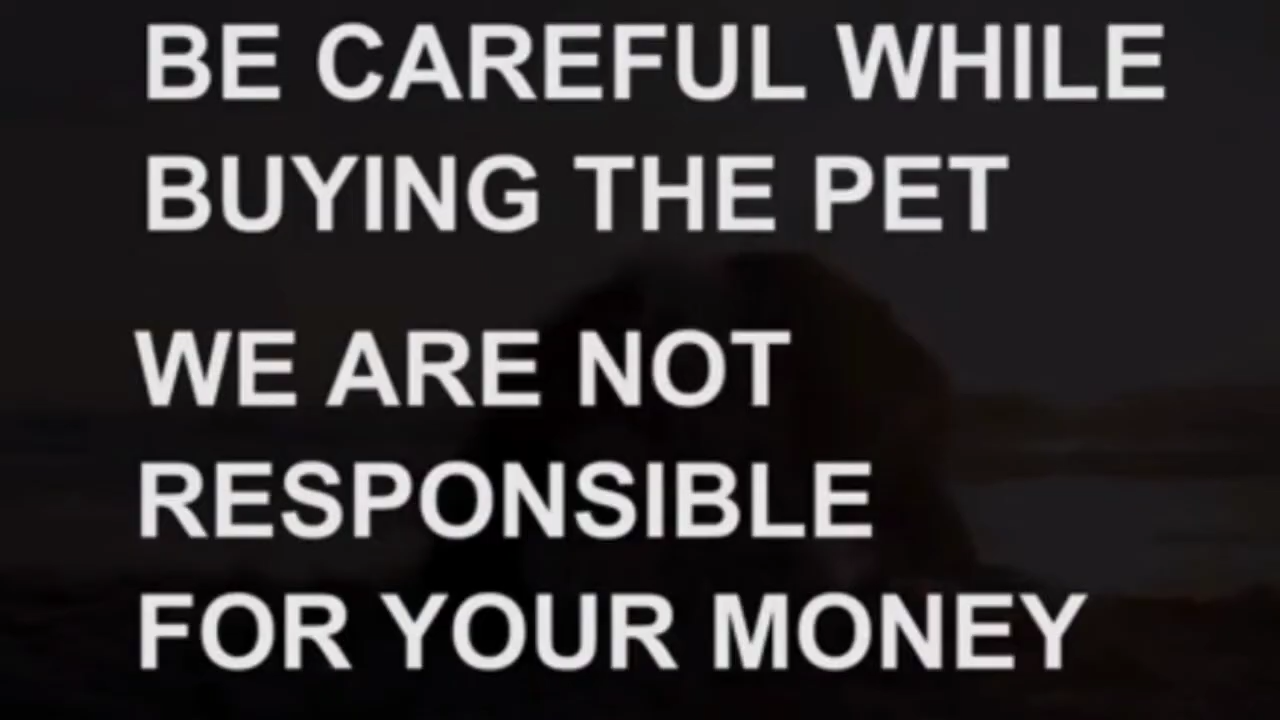 BE CAREFUL WHILE
BUYING THE PET
WE ARE NOT
RESPONSIBLE
FOR YOUR MONEY